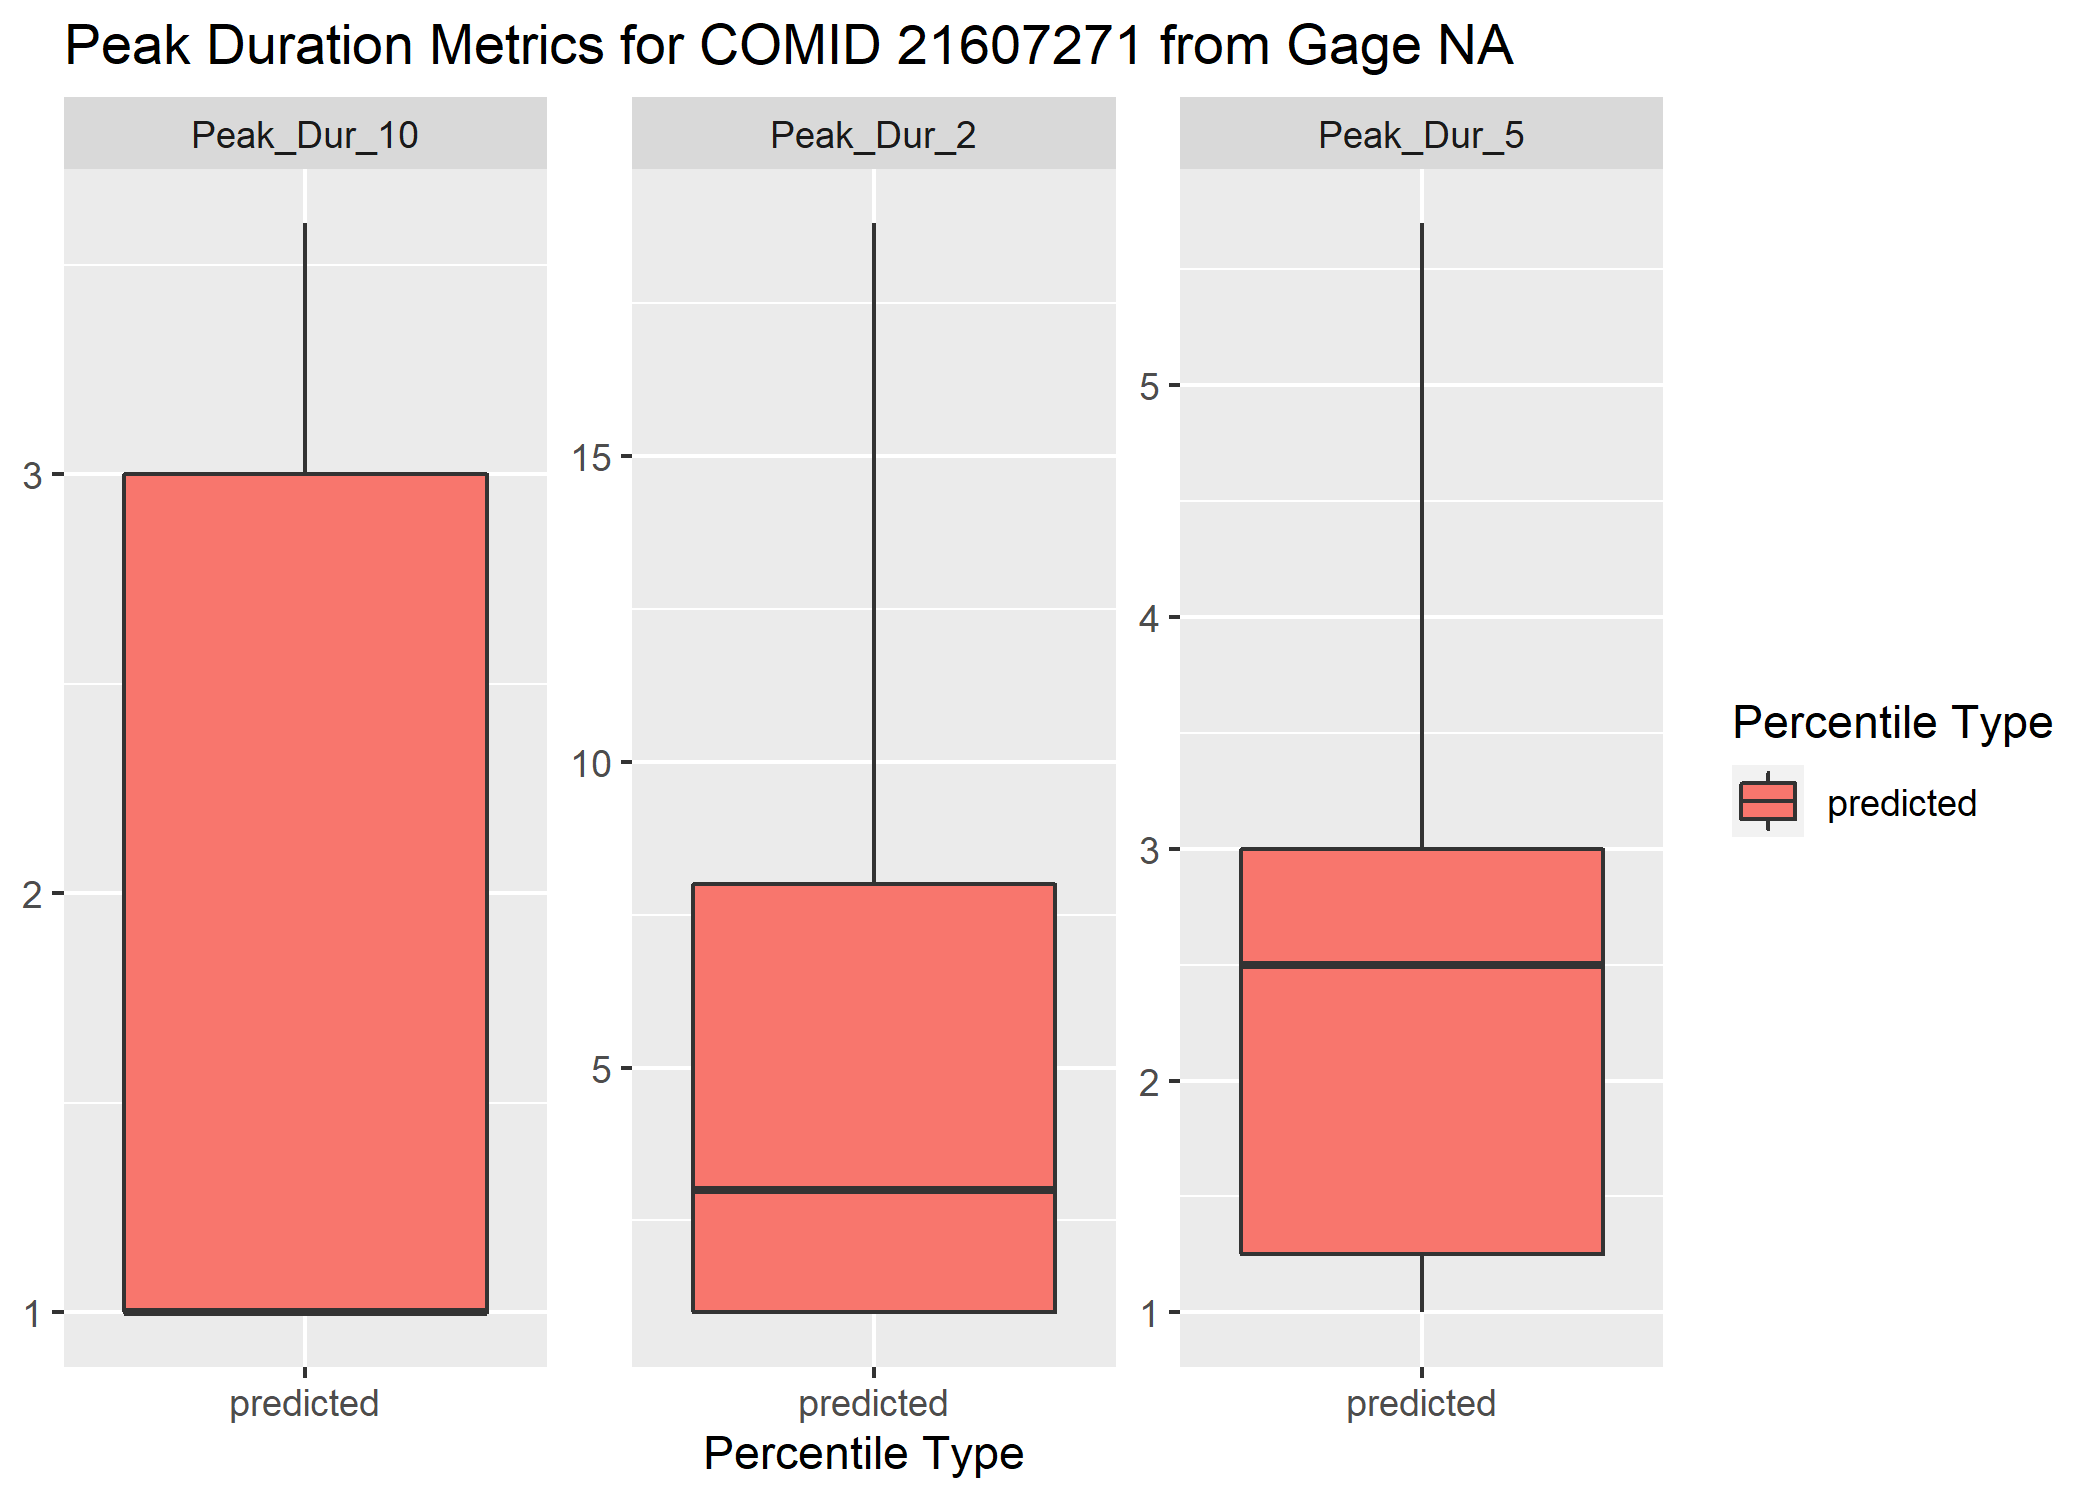 Peak Duration Metrics for COMID 21607271 from Gage NA
Peak_Dur_10
Peak_Dur_2
Peak_Dur_5
3
2
1
15
10
5
5
4
3
2
1
predicted
predicted
predicted
Percentile Type
Percentile Type
predicted